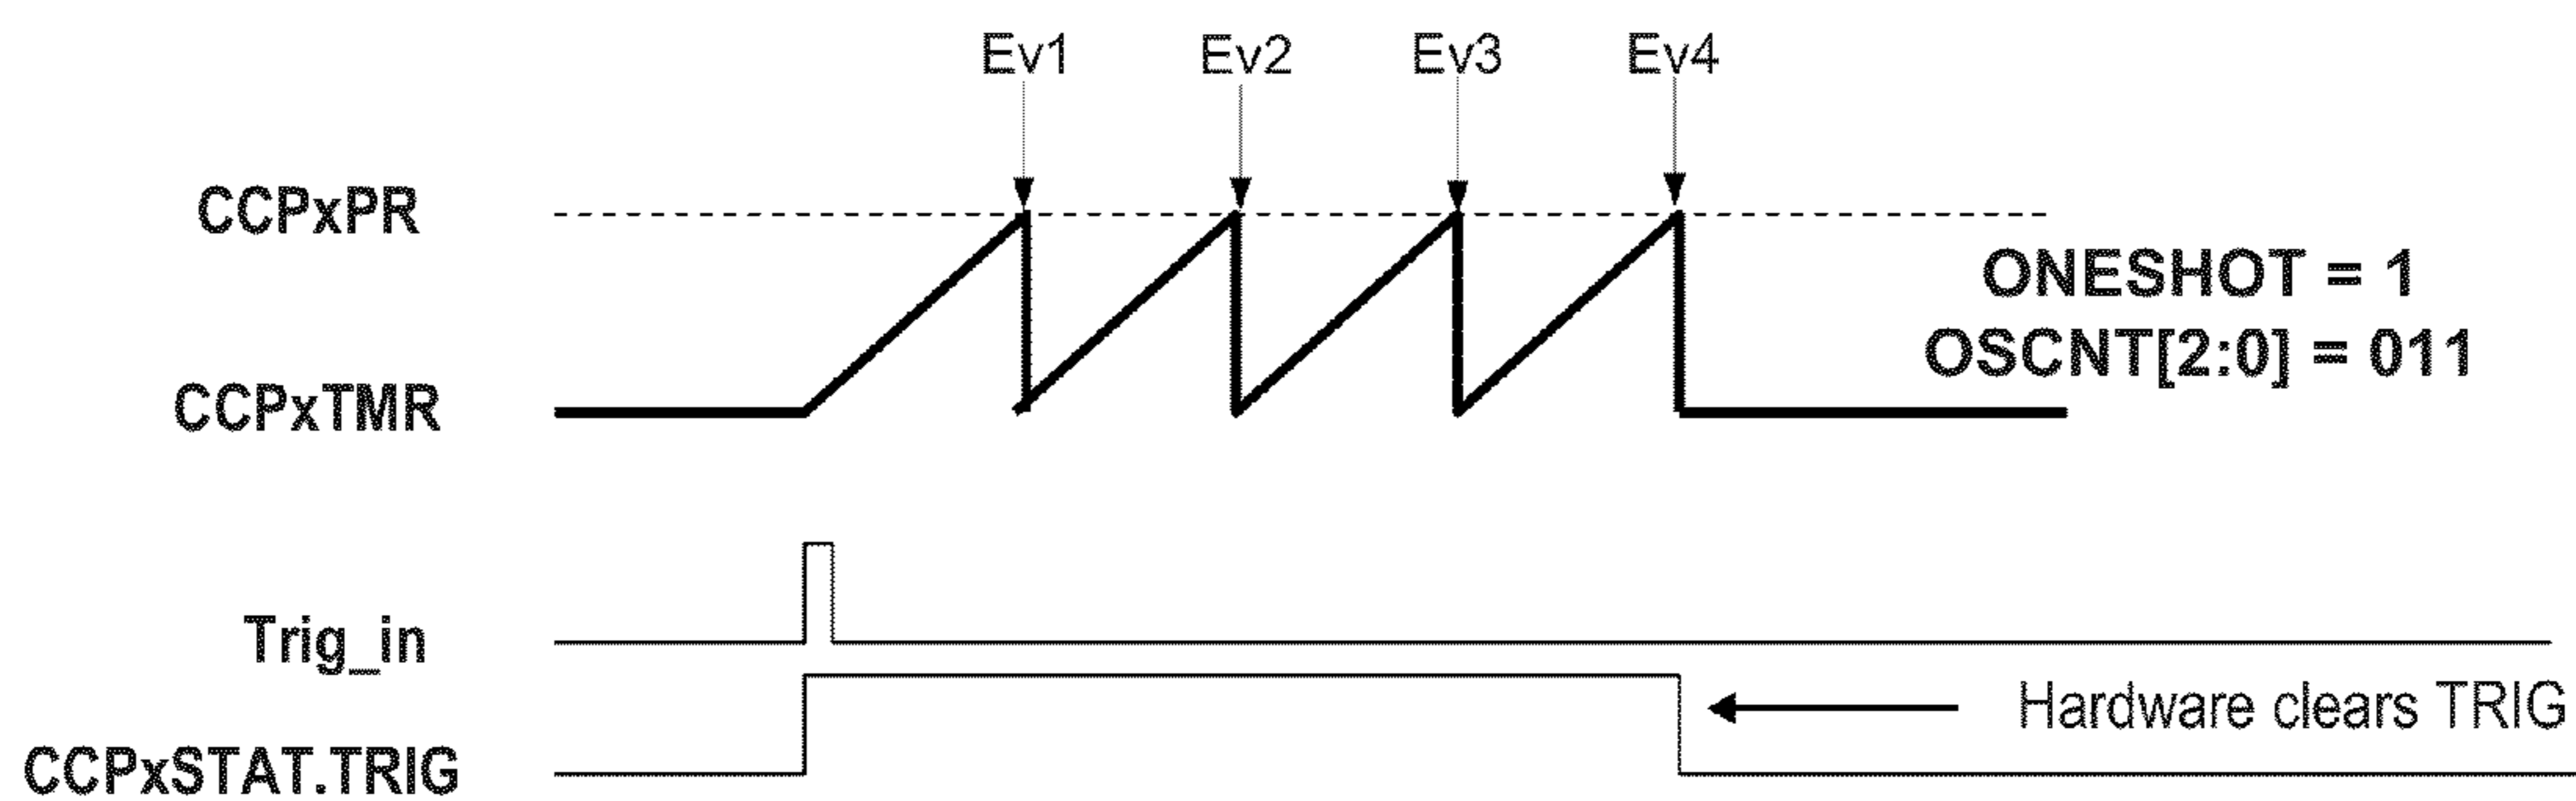 Ev1 Ev2 Ev3 Ev4
CCPxPR
ONESHOT = 1
OSCNT[2:0] = 011
CCPxTMR
Trig_in
Hardware clears TRIG
CCPxSTAT.TRIG